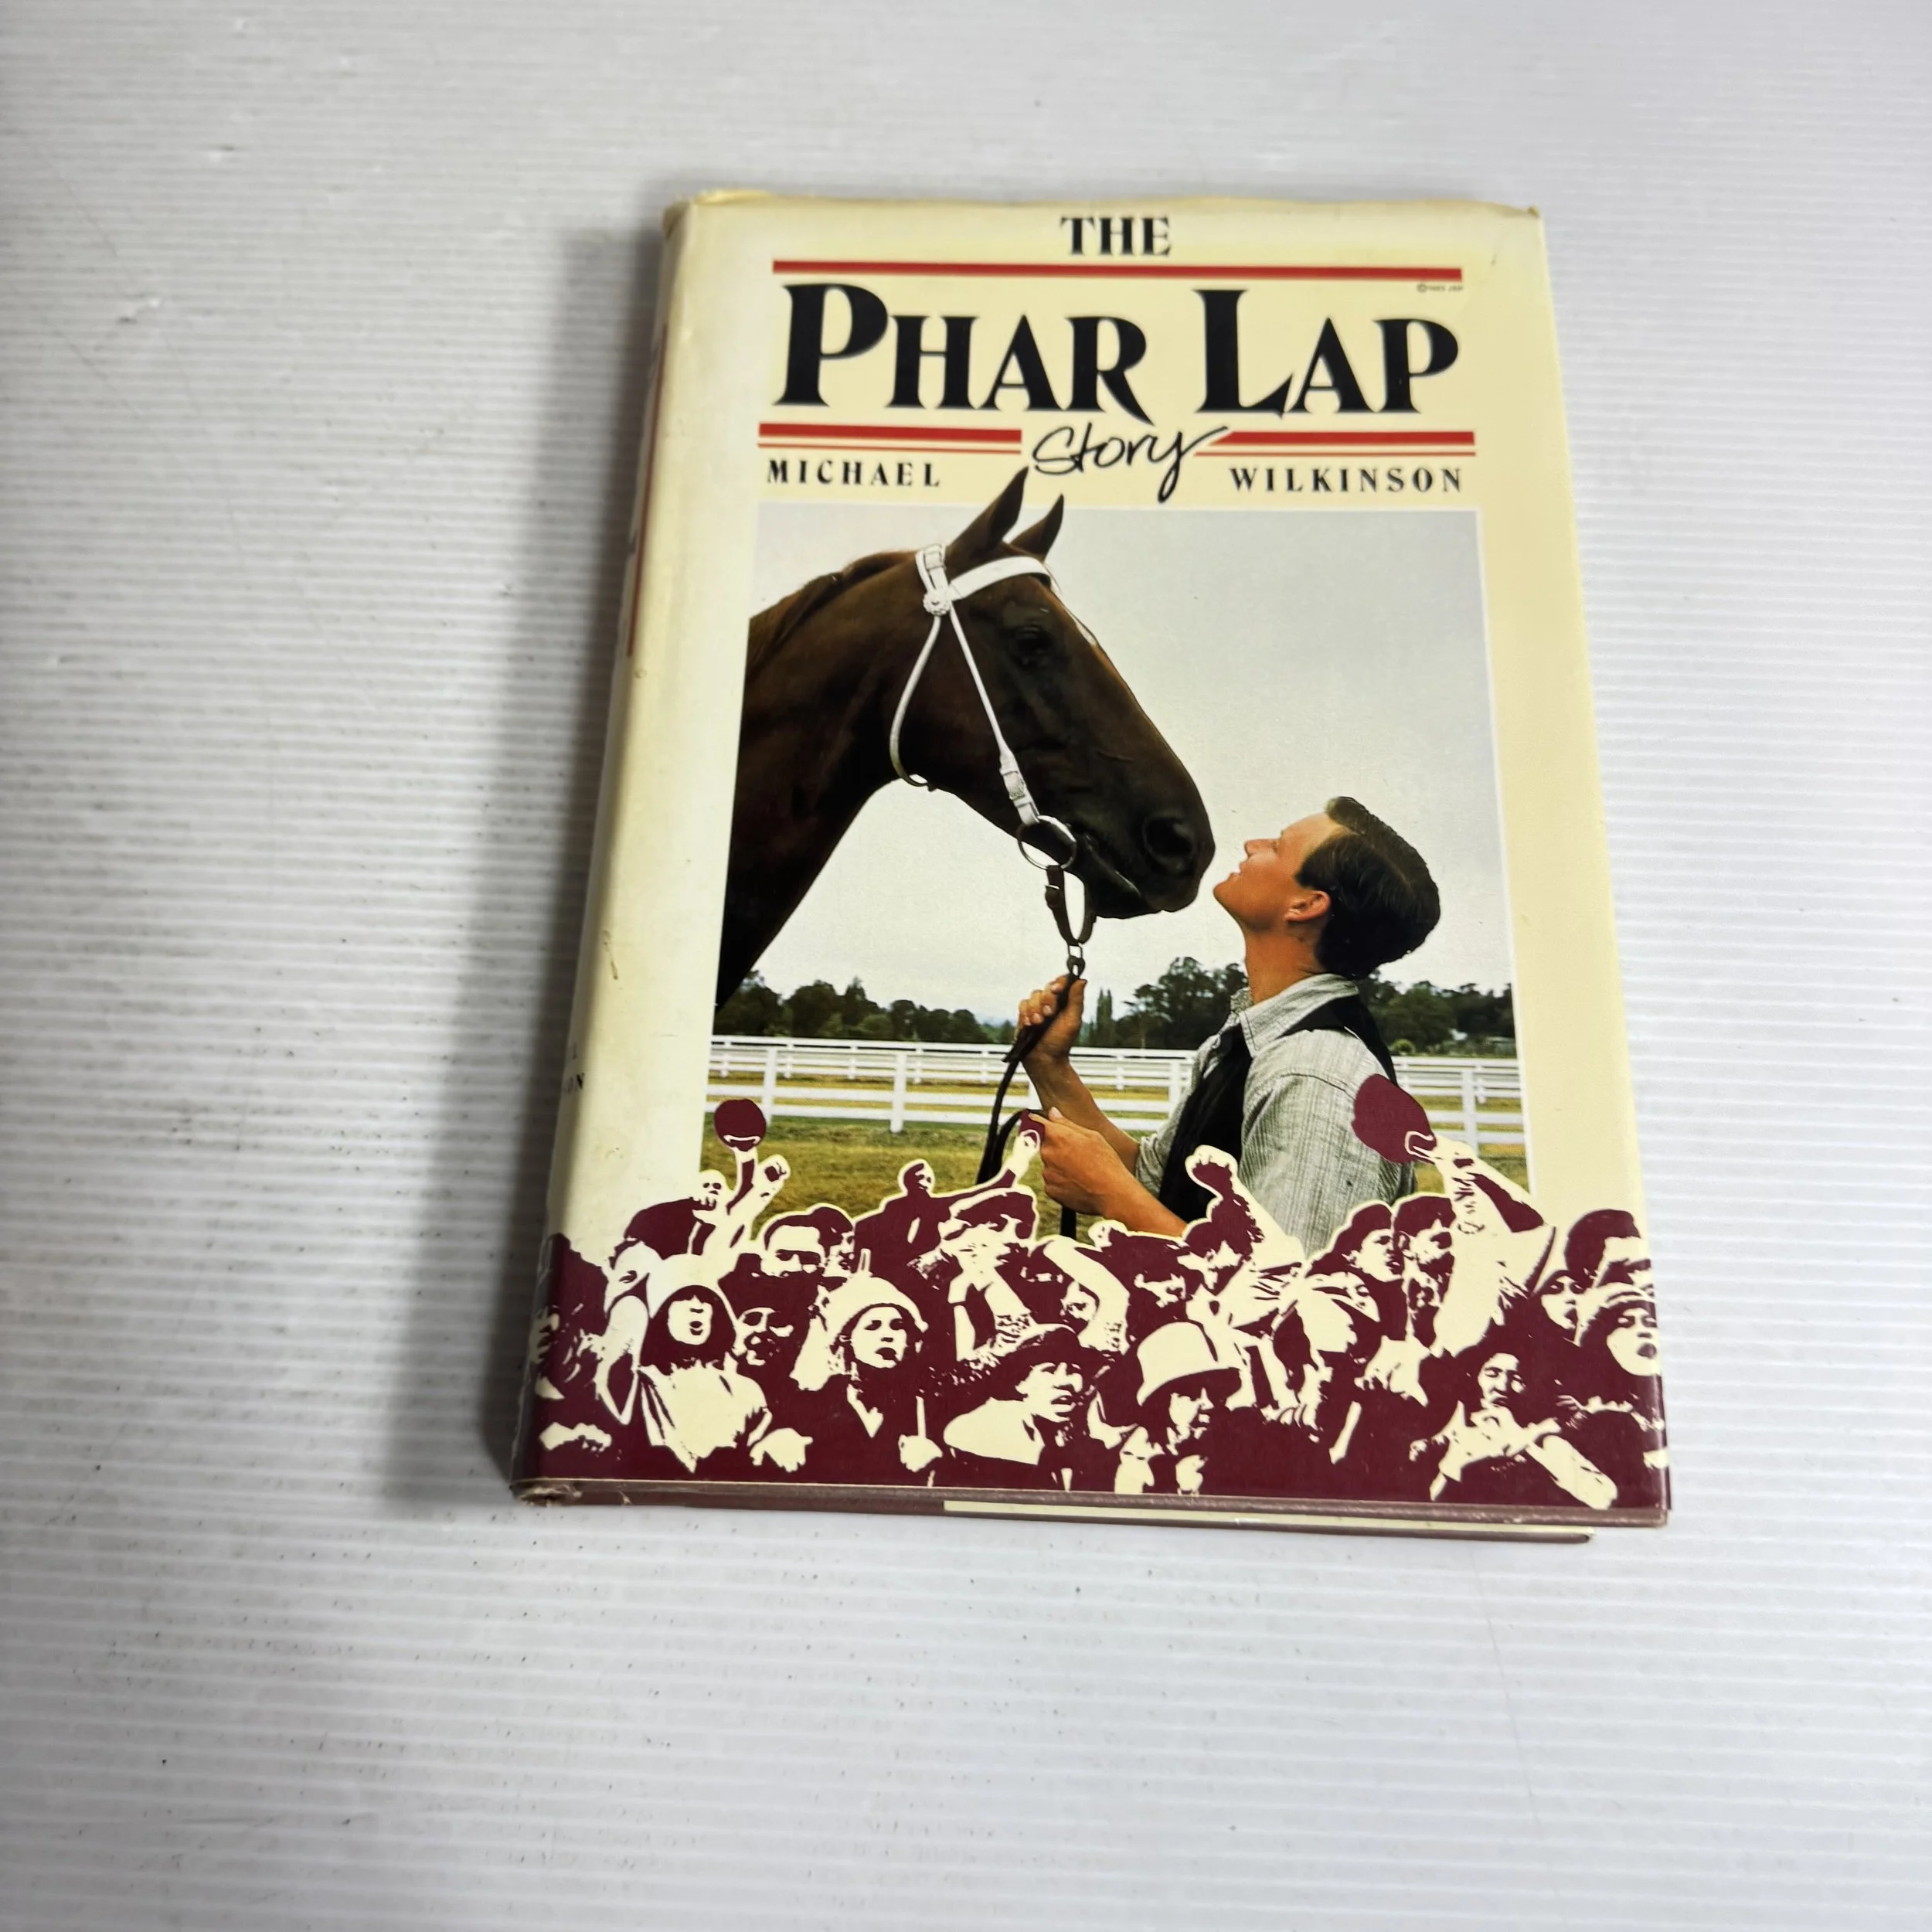 THE
PHAR LAP
Story
MICHAEL WILKINSON